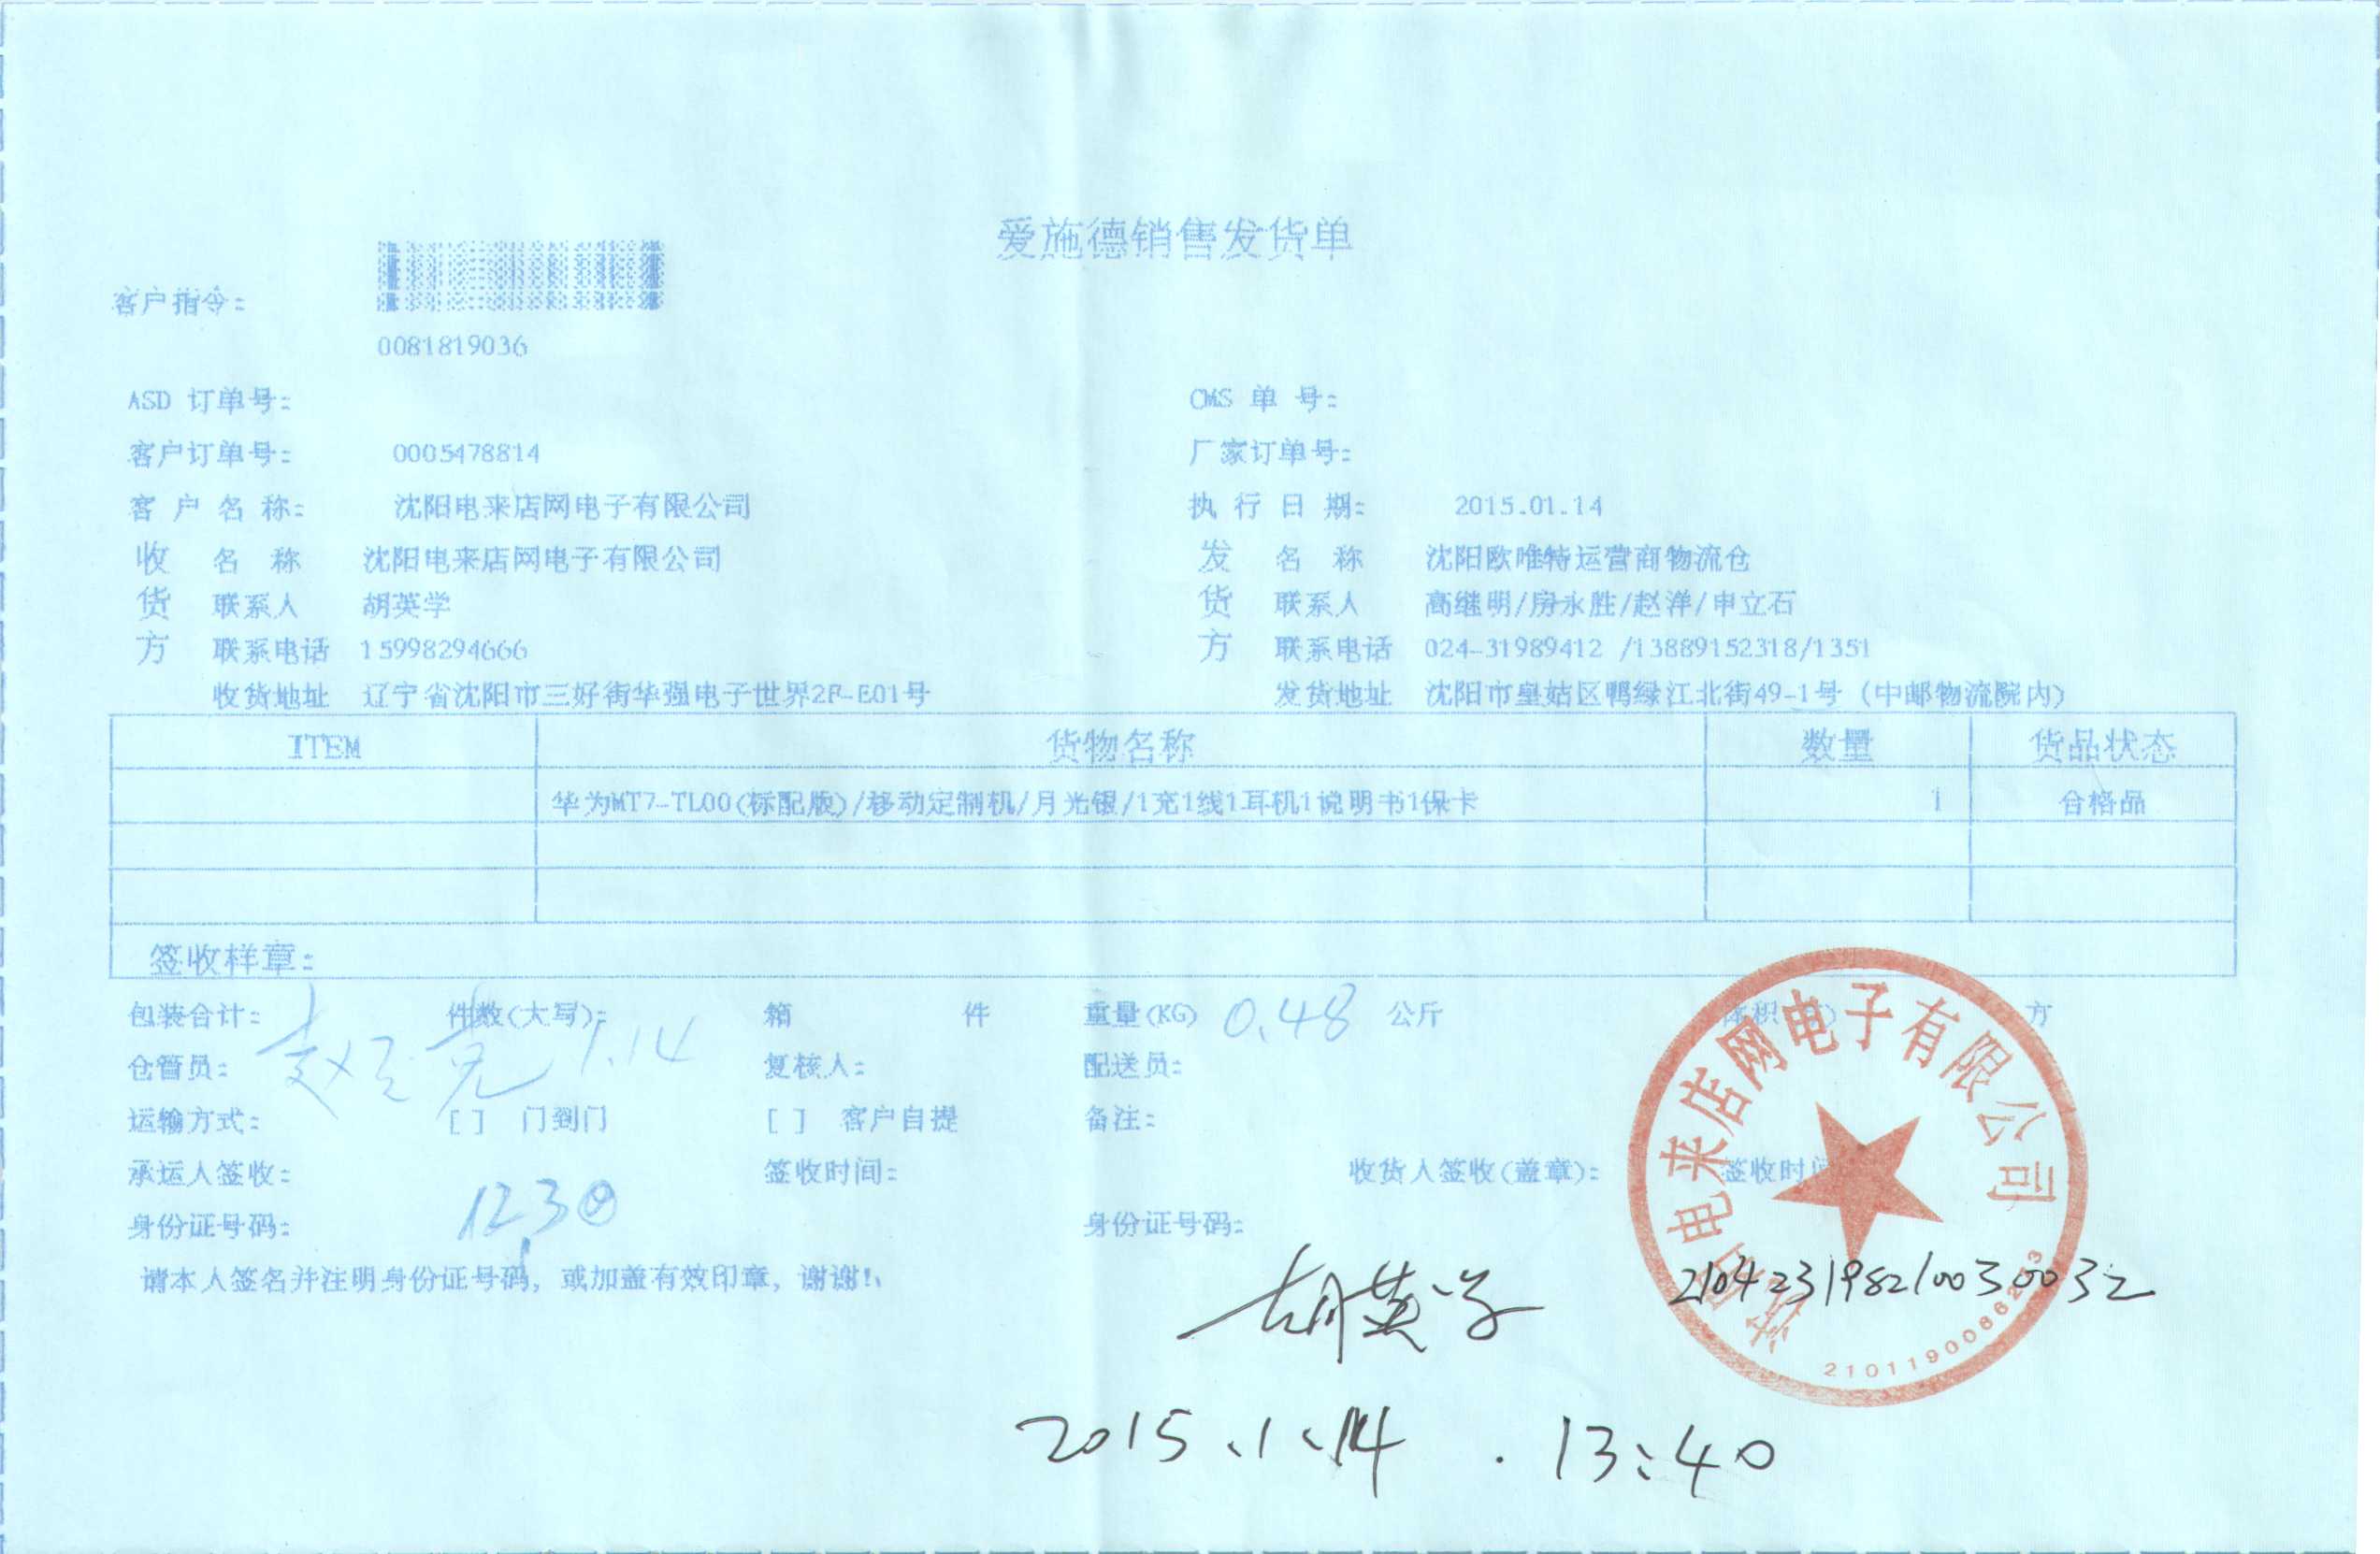 爱施德销售发货单
客户指令:
0081819036
ASD 订单号: CMS 单 号:
客户订单号: 0005478814 厂家订单号:
客 户 名 称: 沈阳电来店网电子有限公司 执 行 日 期: 2015.01.14
收 名 称 沈阳电来店网电子有限公司 发 名 称 沈阳欧唯特运营商物流仓
货 联系人 胡英学 货 联系人 高继明/房永胜/赵洋/申立石
方 联系电话 15998294666 方 联系电话 024-31989412 /13889152318/1351
收货地址 辽宁省沈阳市三好街华强电子世界2F-E01号 发货地址 沈阳市皇姑区鸭绿江北街49-1号 (中邮物流院内)
ITEM 货物名称 数量 货品状态
华为MT7-TL00(标配版)/移动定制机/月光银/1充1线1耳机1说明书1保卡 1 合格品
签收样章:
包装合计: 件数(大写): 箱 件 重量(KG) 0.48 公斤 体积 方
仓管员: 1.14 复核人: 配送员:
运输方式: [ ] 门到门 [ ] 客户自提 备注:
承运人签收: 签收时间: 收货人签收(盖章): 签收时间
身份证号码: 身份证号码:
请本人签名并注明身份证号码, 或加盖有效印章, 谢谢!
沈阳电来店网电子有限公司
胡英学 210423198210030032
2015.1.14 . 13:40